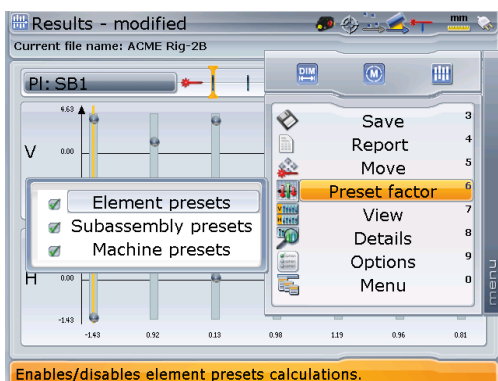 Results - modified
mm
Current file name: ACME Rig-2B
Pl: SB1
DIM
M
4.63
V
0.00
Save 3
Report 4
Move 5
Preset factor 6
View 7
Details 8
Options 9
Menu 0
menu
Element presets
Subassembly presets
Machine presets
H
0.00
-1.43
-1.43 0.92 0.13 0.98 1.19 0.96 0.81
Enables/disables element presets calculations.